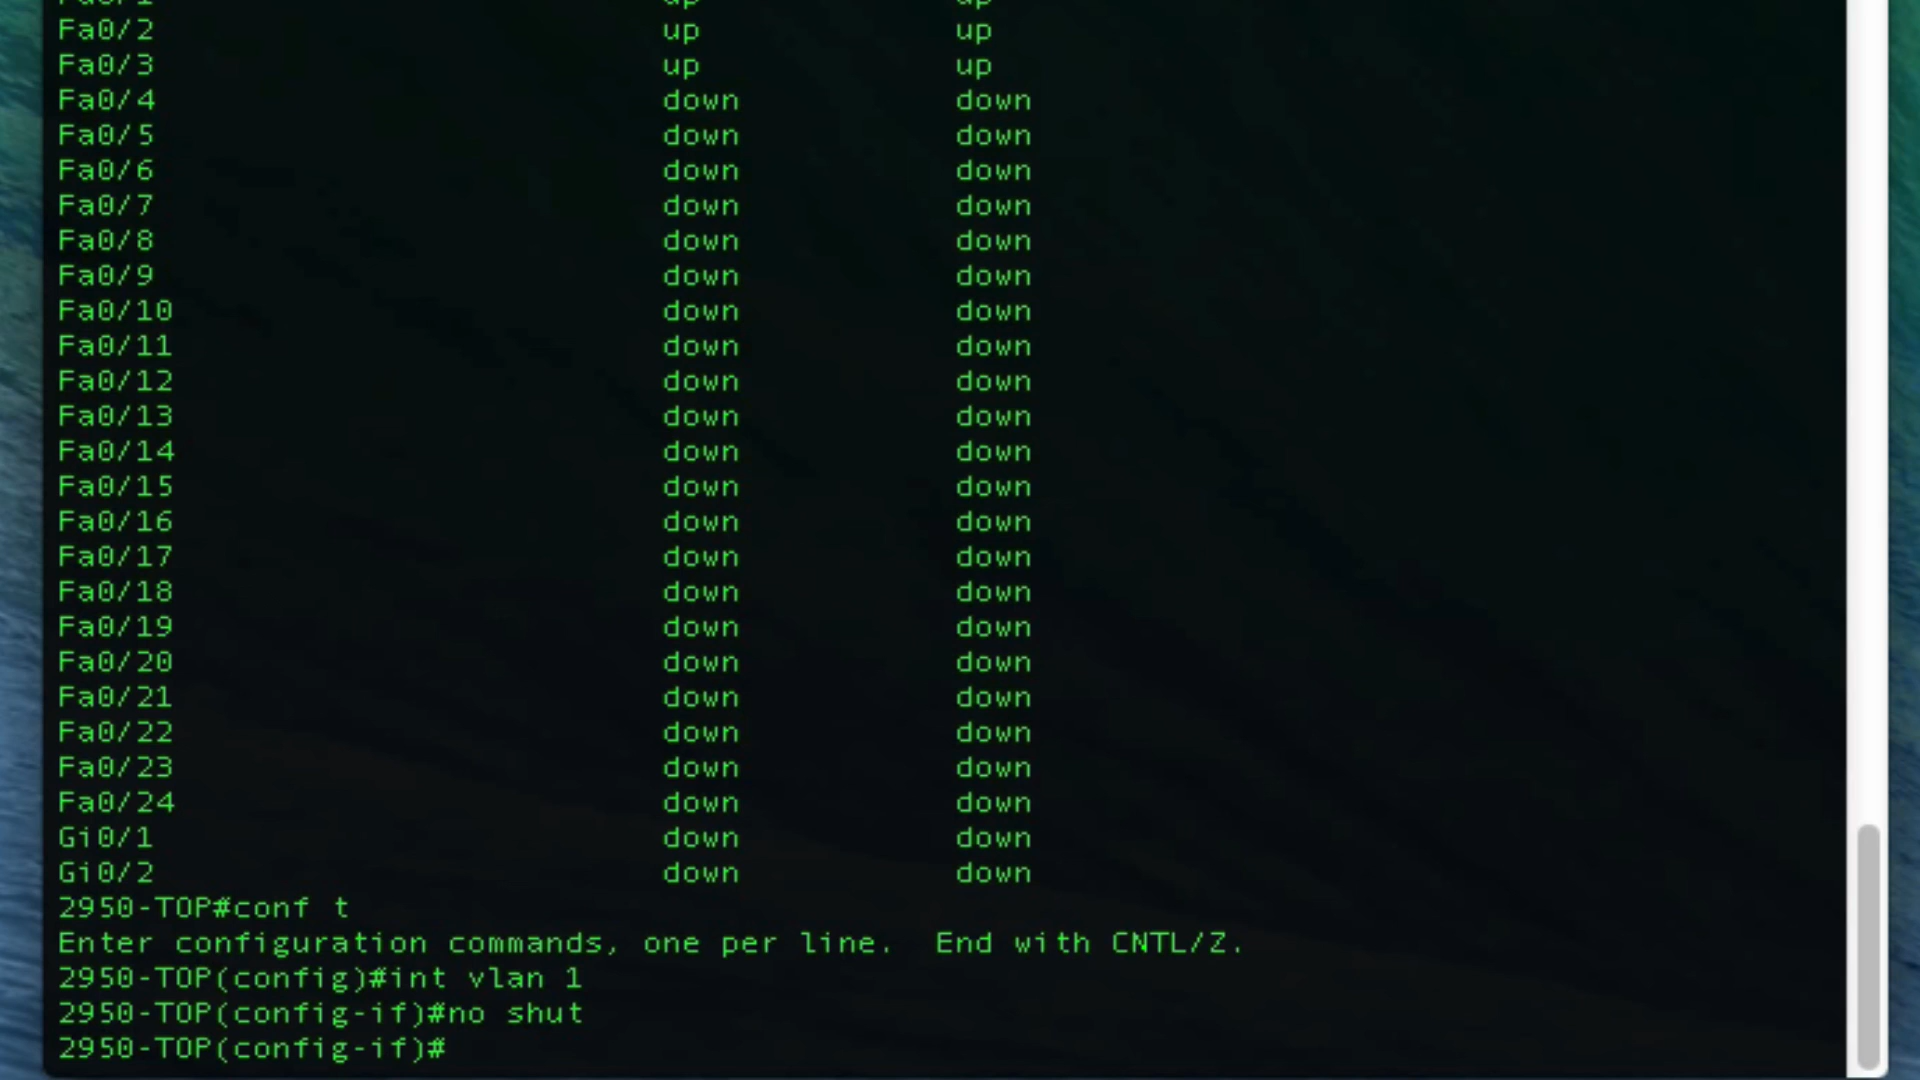 Fa0/2 up up
Fa0/3 up up
Fa0/4 down down
Fa0/5 down down
Fa0/6 down down
Fa0/7 down down
Fa0/8 down down
Fa0/9 down down
Fa0/10 down down
Fa0/11 down down
Fa0/12 down down
Fa0/13 down down
Fa0/14 down down
Fa0/15 down down
Fa0/16 down down
Fa0/17 down down
Fa0/18 down down
Fa0/19 down down
Fa0/20 down down
Fa0/21 down down
Fa0/22 down down
Fa0/23 down down
Fa0/24 down down
Gi0/1 down down
Gi0/2 down down
2950-TOP#conf t
Enter configuration commands, one per line.  End with CNTL/Z.
2950-TOP(config)#int vlan 1
2950-TOP(config-if)#no shut
2950-TOP(config-if)#